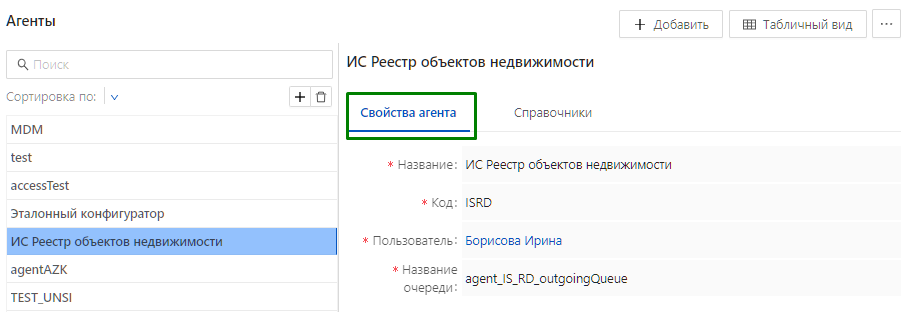 Агенты
Добавить
Табличный вид
Поиск
Сортировка по:
MDM
test
accessTest
Эталонный конфигуратор
ИС Реестр объектов недвижимости
agentAZK
TEST_UNSI
ИС Реестр объектов недвижимости
Свойства агента
Справочники
* Название: ИС Реестр объектов недвижимости
* Код: ISRD
* Пользователь: Борисова Ирина
* Название
очереди: agent_IS_RD_outgoingQueue